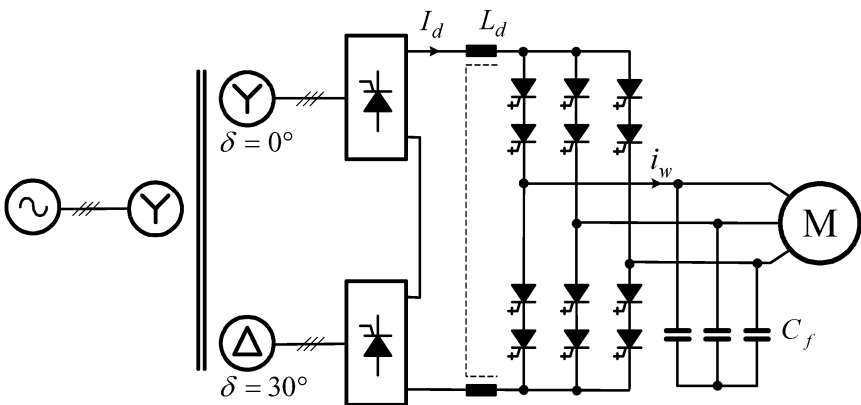 I_d
L_d
δ = 0°
i_w
M
C_f
δ = 30°